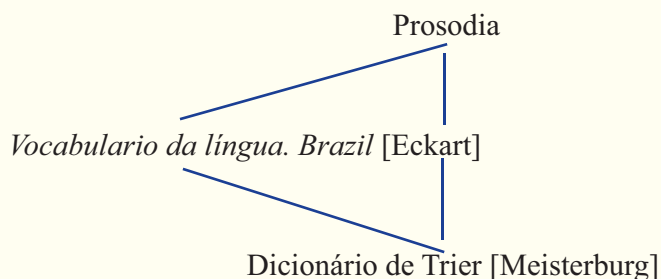 Prosodia
Vocabulario da língua. Brazil [Eckart]
Dicionário de Trier [Meisterburg]